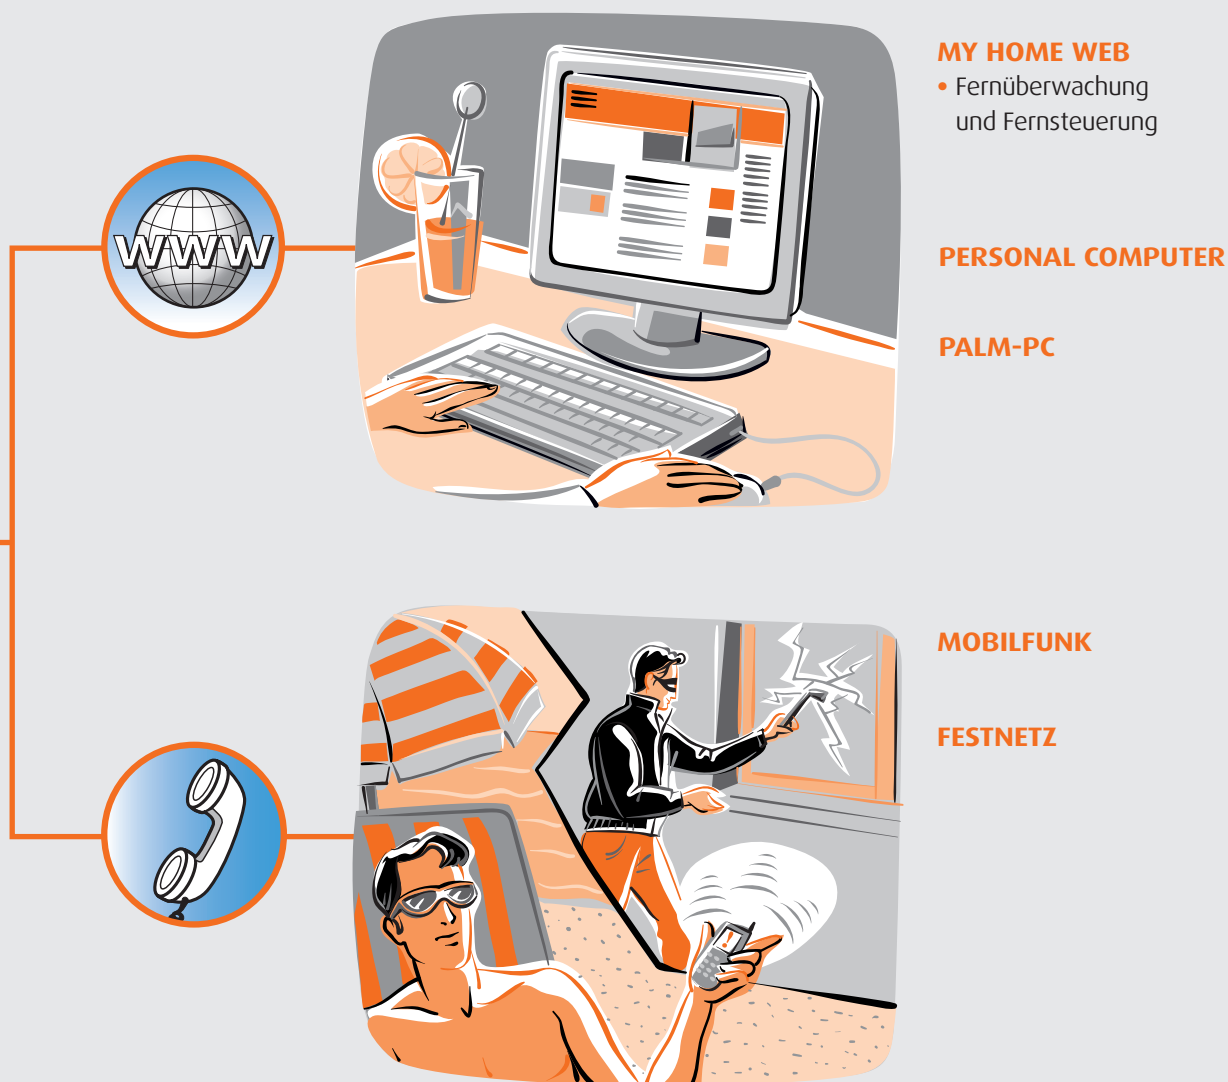 MY HOME WEB
• Fernüberwachung
und Fernsteuerung
WWW
PERSONAL COMPUTER
PALM-PC
MOBILFUNK
FESTNETZ